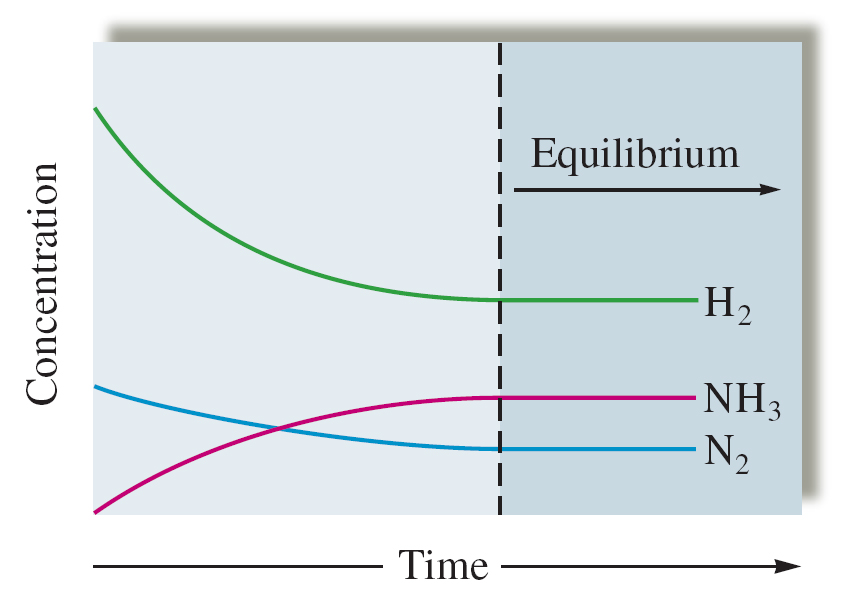 Concentration
Equilibrium
H₂
NH₃
N₂
Time